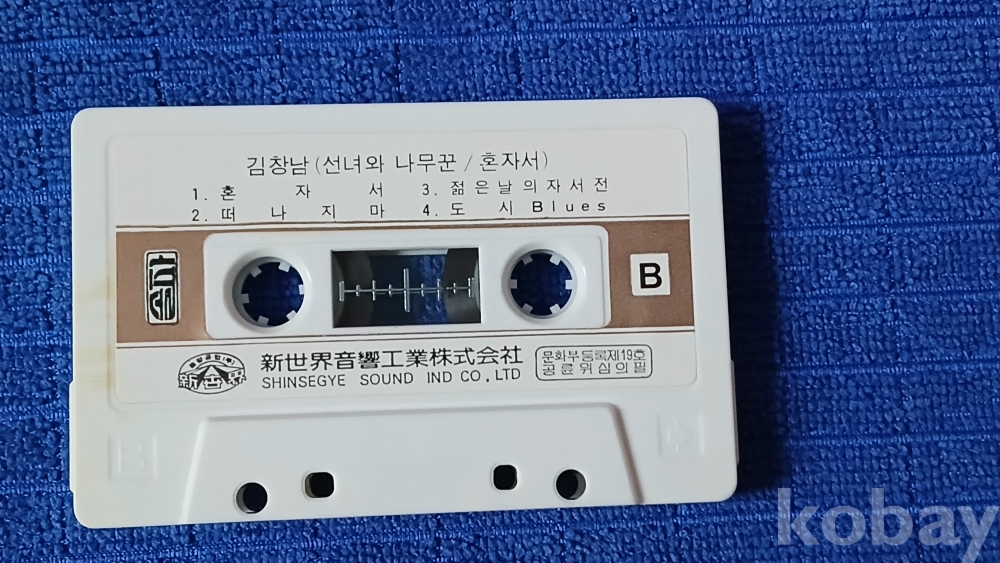 김창남(선녀와 나무꾼 / 혼자서)
1. 혼 자 서 3. 젊은날의자서전
2. 떠 나 지 마 4. 도 시 Blues
B
新世界音響工業株式会社
SHINSEGYE SOUND IND CO., LTD
문화부등록제19호
공륜위심의필
kobay